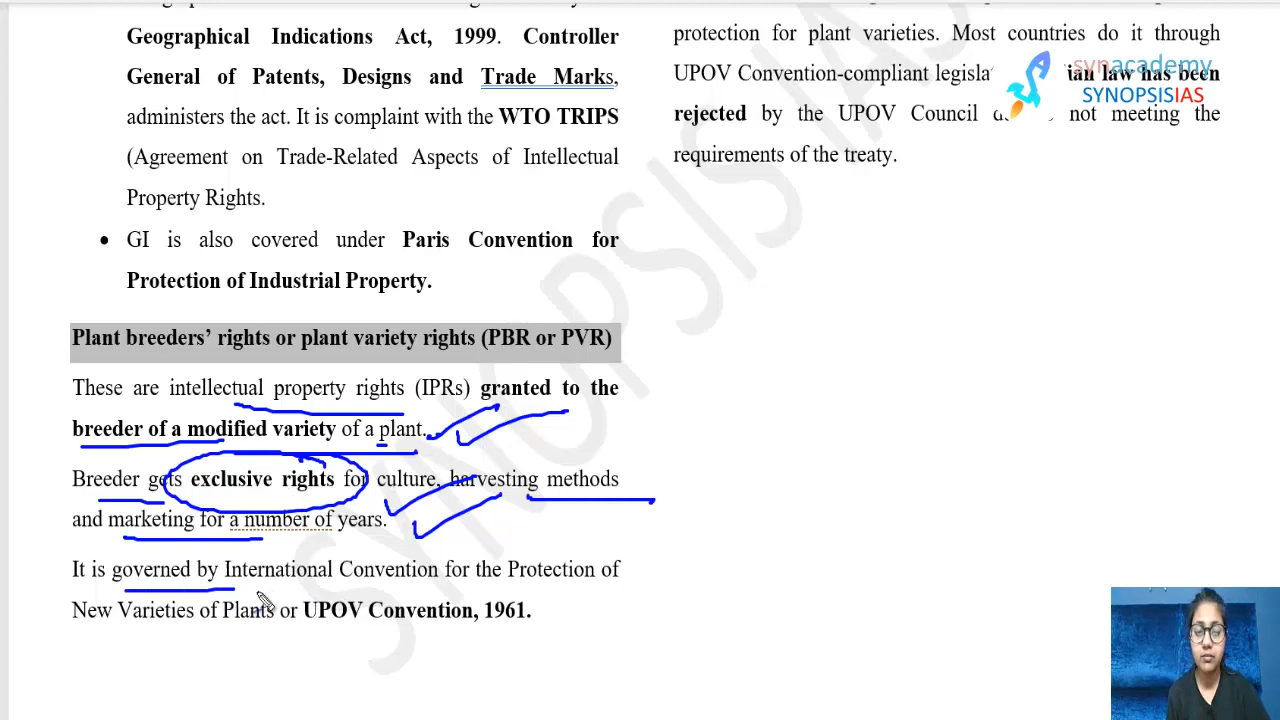 Geographical Indications Act, 1999. Controller
General of Patents, Designs and Trade Marks,
administers the act. It is complaint with the WTO TRIPS
(Agreement on Trade-Related Aspects of Intellectual
Property Rights.
• GI is also covered under Paris Convention for
Protection of Industrial Property.
Plant breeders’ rights or plant variety rights (PBR or PVR)
These are intellectual property rights (IPRs) granted to the
breeder of a modified variety of a plant.
Breeder gets exclusive rights for culture, harvesting methods
and marketing for a number of years.
It is governed by International Convention for the Protection of
New Varieties of Plants or UPOV Convention, 1961.
protection for plant varieties. Most countries do it through
UPOV Convention-compliant law has been
rejected by the UPOV Council not meeting the
requirements of the treaty.
synacademy
SYNOPSISIAS
SYNOPSIS IAS